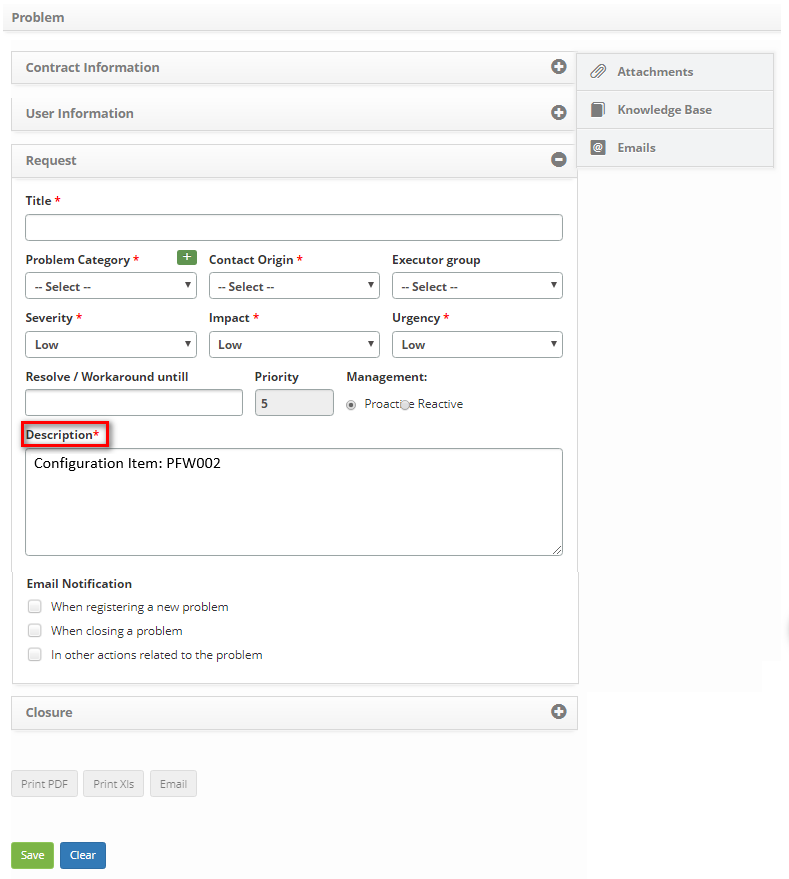 Problem
Contract Information
Attachments
User Information
Knowledge Base
Emails
Request
Title *
Problem Category * + Contact Origin * Executor group
-- Select -- -- Select -- -- Select --
Severity * Impact * Urgency *
Low Low Low
Resolve / Workaround untill Priority Management:
5 Proactive Reactive
Description*
Configuration Item: PFW002
Email Notification
When registering a new problem
When closing a problem
In other actions related to the problem
Closure
Print PDF Print Xls Email
Save Clear